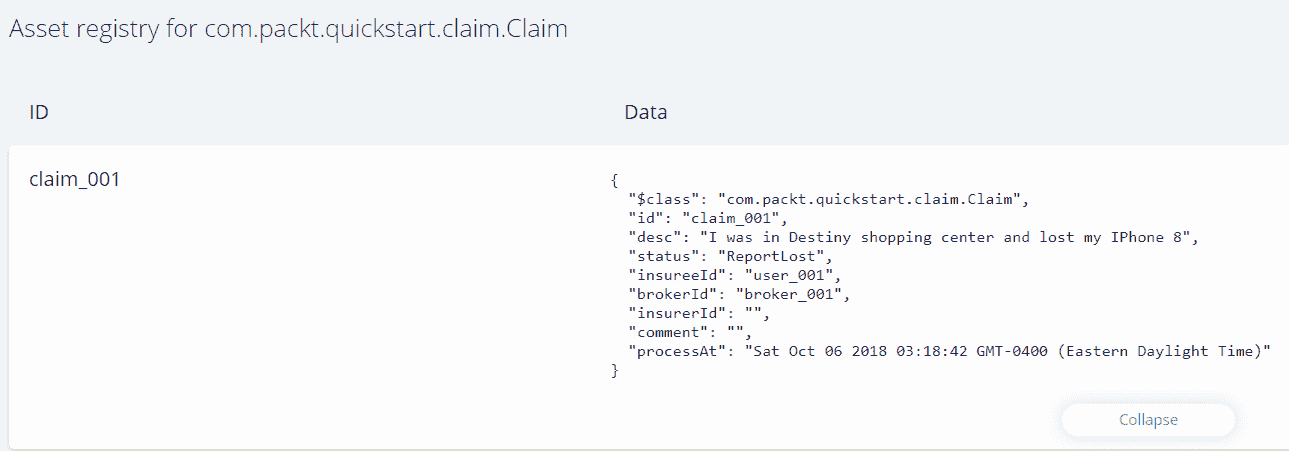 Asset registry for com.packt.quickstart.claim.Claim
ID Data
claim_001
{
"$class": "com.packt.quickstart.claim.Claim",
"id": "claim_001",
"desc": "I was in Destiny shopping center and lost my IPhone 8",
"status": "ReportLost",
"insureeId": "user_001",
"brokerId": "broker_001",
"insurerId": "",
"comment": "",
"processAt": "Sat Oct 06 2018 03:18:42 GMT-0400 (Eastern Daylight Time)"
}
Collapse